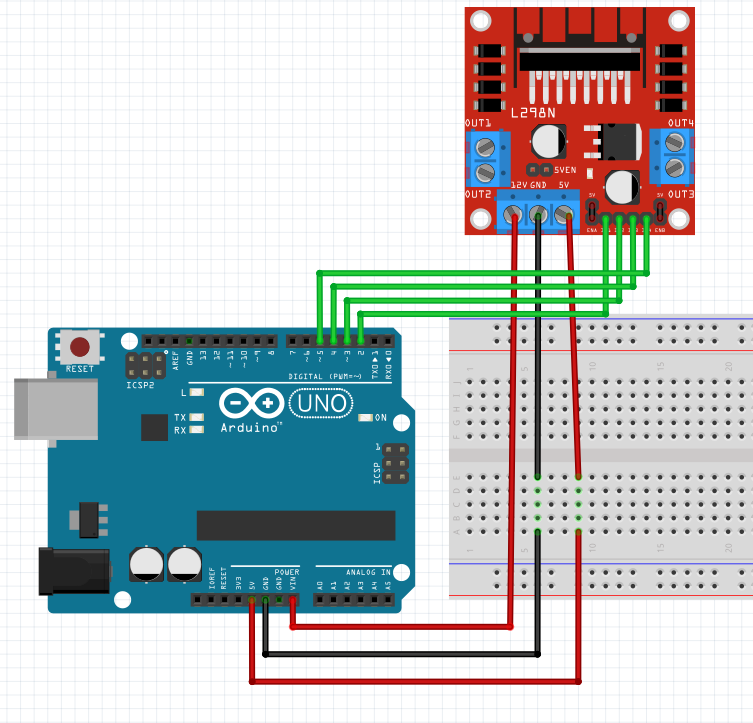 L298N
OUT1
OUT4
5VEN
OUT2
OUT3
12V GND 5V
5V
5V
ENA
ENB
RESET
ICSP2
AREF
GND
13
12
~11
~10
~9
8
7
~6
~5
4
~3
2
TX0▶1
RX0◀0
DIGITAL (PWM=~)
L
TX
RX
UNO
Arduino™
ON
1
ICSP
POWER
ANALOG IN
IOREF
RESET
3V3
5V
GND
GND
VIN
A0
A1
A2
A3
A4
A5
1
5
10
15
20
J
I
H
G
F
E
D
C
B
A
1
5
10
15
20